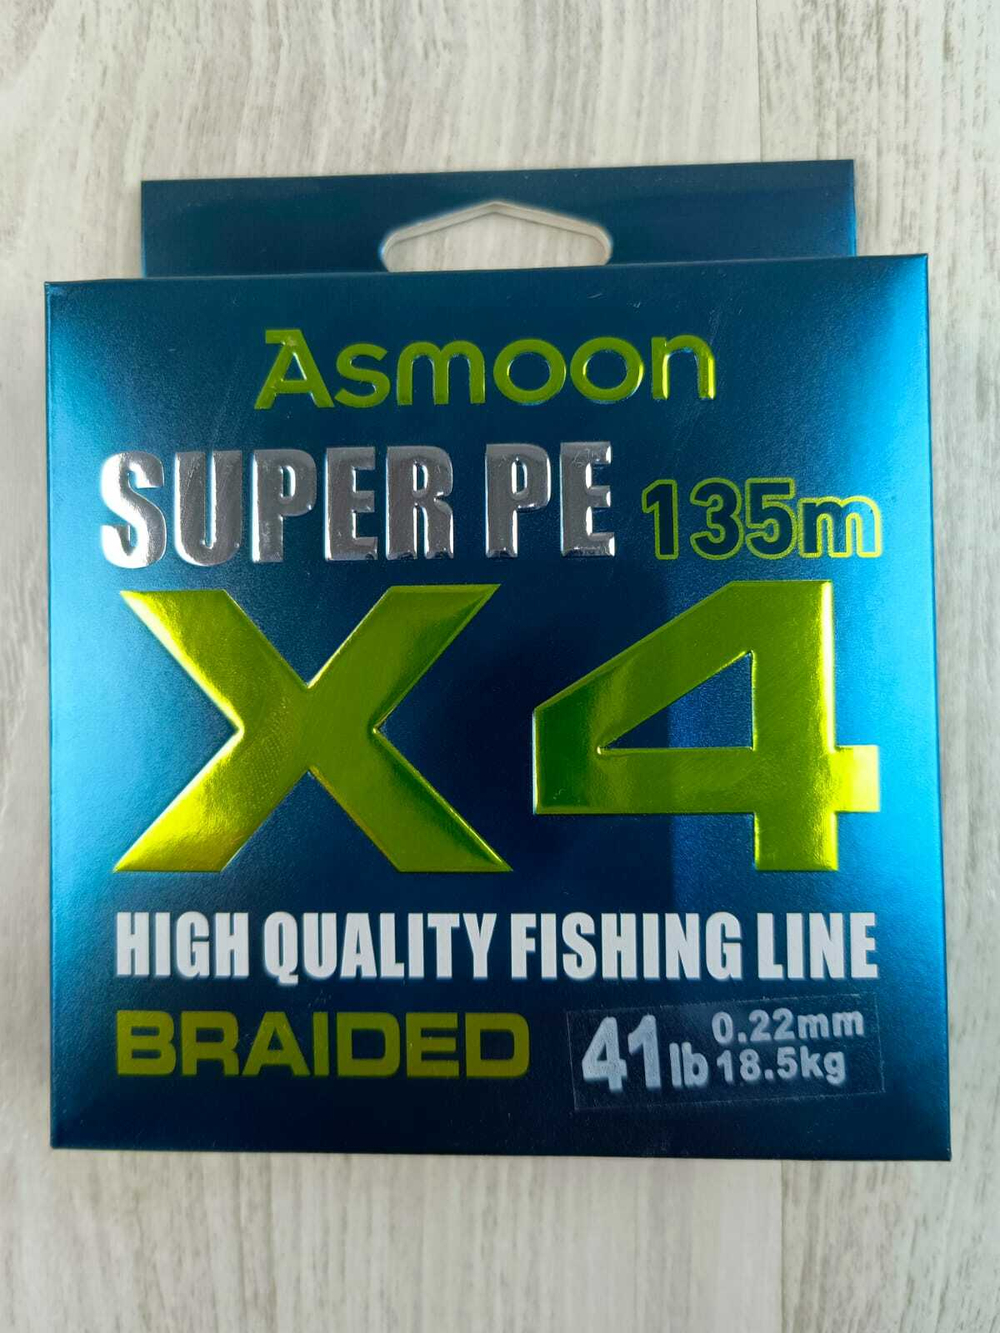 Asmoon
SUPER PE 135m
X4
HIGH QUALITY FISHING LINE
BRAIDED
41lb 0.22mm
18.5kg